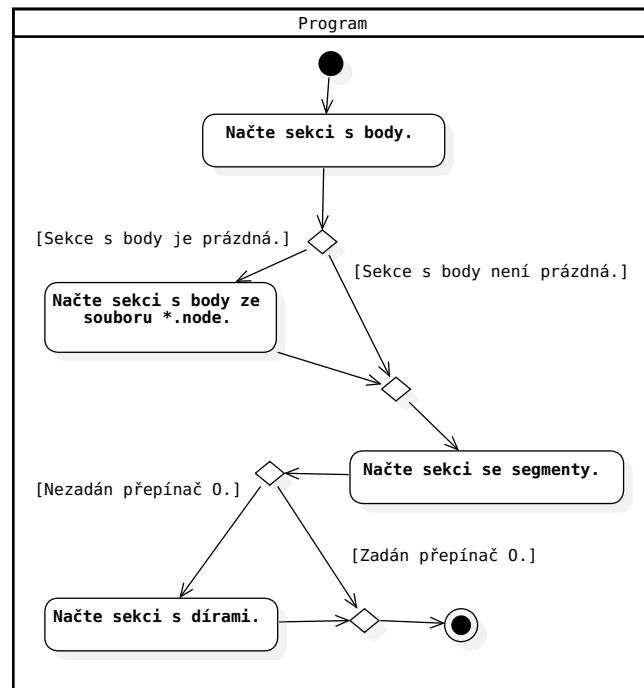 Program
Načte sekci s body.
[Sekce s body je prázdná.]
[Sekce s body není prázdná.]
Načte sekci s body ze
souboru *.node.
Načte sekci se segmenty.
[Nezadán přepínač O.]
[Zadán přepínač O.]
Načte sekci s dírami.